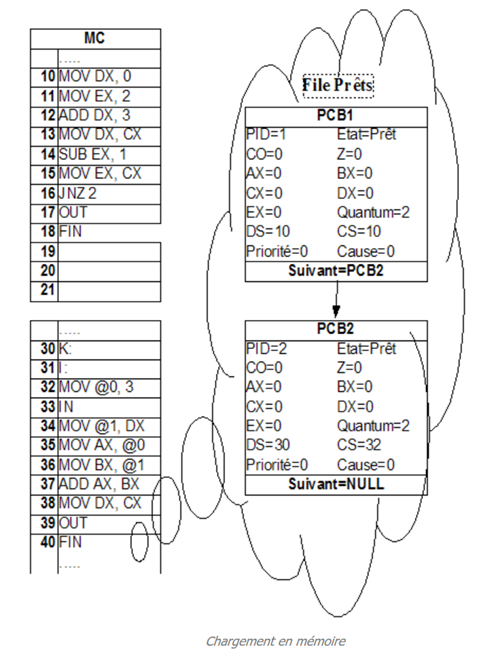 MC
.....
10 MOV DX, 0
11 MOV EX, 2
12 ADD DX, 3
13 MOV DX, CX
14 SUB EX, 1
15 MOV EX, CX
16 JNZ 2
17 OUT
18 FIN
19
20
21
.....
30 K:
31 I:
32 MOV @0, 3
33 IN
34 MOV @1, DX
35 MOV AX, @0
36 MOV BX, @1
37 ADD AX, BX
38 MOV DX, CX
39 OUT
40 FIN
.....
File Prêts
PCB1
PID=1 Etat=Prêt
CO=0 Z=0
AX=0 BX=0
CX=0 DX=0
EX=0 Quantum=2
DS=10 CS=10
Priorité=0 Cause=0
Suivant=PCB2
PCB2
PID=2 Etat=Prêt
CO=0 Z=0
AX=0 BX=0
CX=0 DX=0
EX=0 Quantum=2
DS=30 CS=32
Priorité=0 Cause=0
Suivant=NULL
Chargement en mémoire